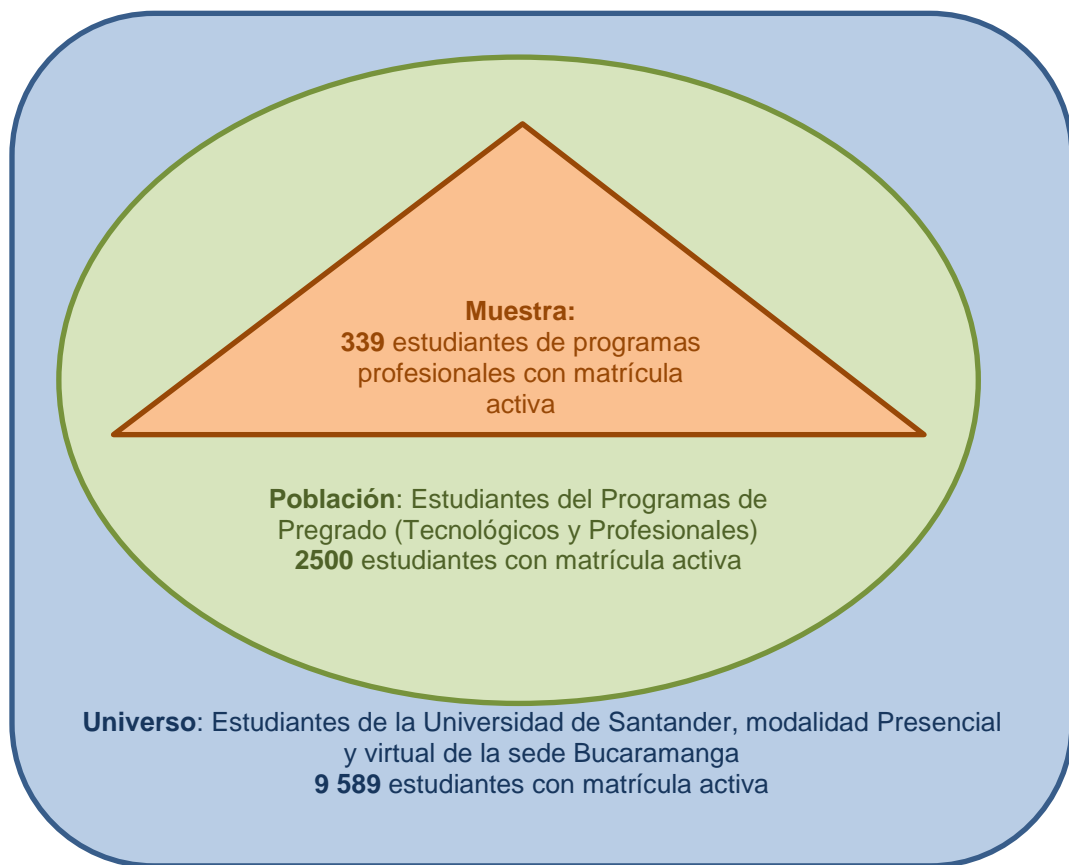 Muestra:
339 estudiantes de programas
profesionales con matrícula
activa
Población: Estudiantes del Programas de
Pregrado (Tecnológicos y Profesionales)
2500 estudiantes con matrícula activa
Universo: Estudiantes de la Universidad de Santander, modalidad Presencial
y virtual de la sede Bucaramanga
9 589 estudiantes con matrícula activa